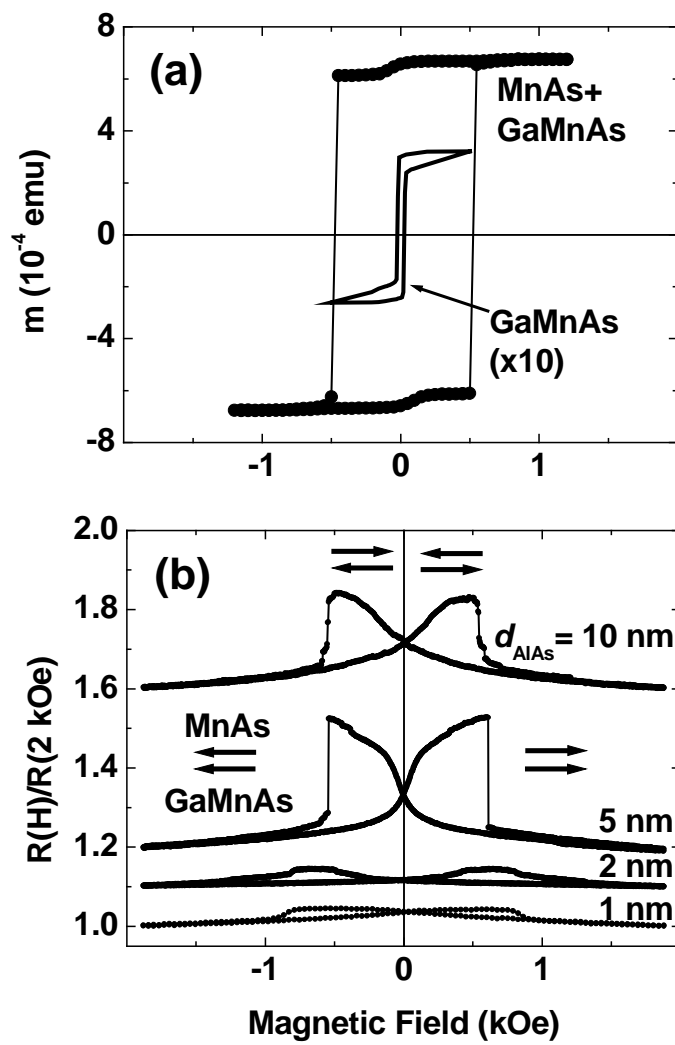 (a)
8
4
0
-4
-8
m (10⁻⁴ emu)
MnAs+
GaMnAs
GaMnAs
(x10)
-1
0
1
(b)
2.0
1.8
1.6
1.4
1.2
1.0
R(H)/R(2 kOe)
d_AlAs = 10 nm
MnAs
GaMnAs
5 nm
2 nm
1 nm
-1
0
1
Magnetic Field (kOe)